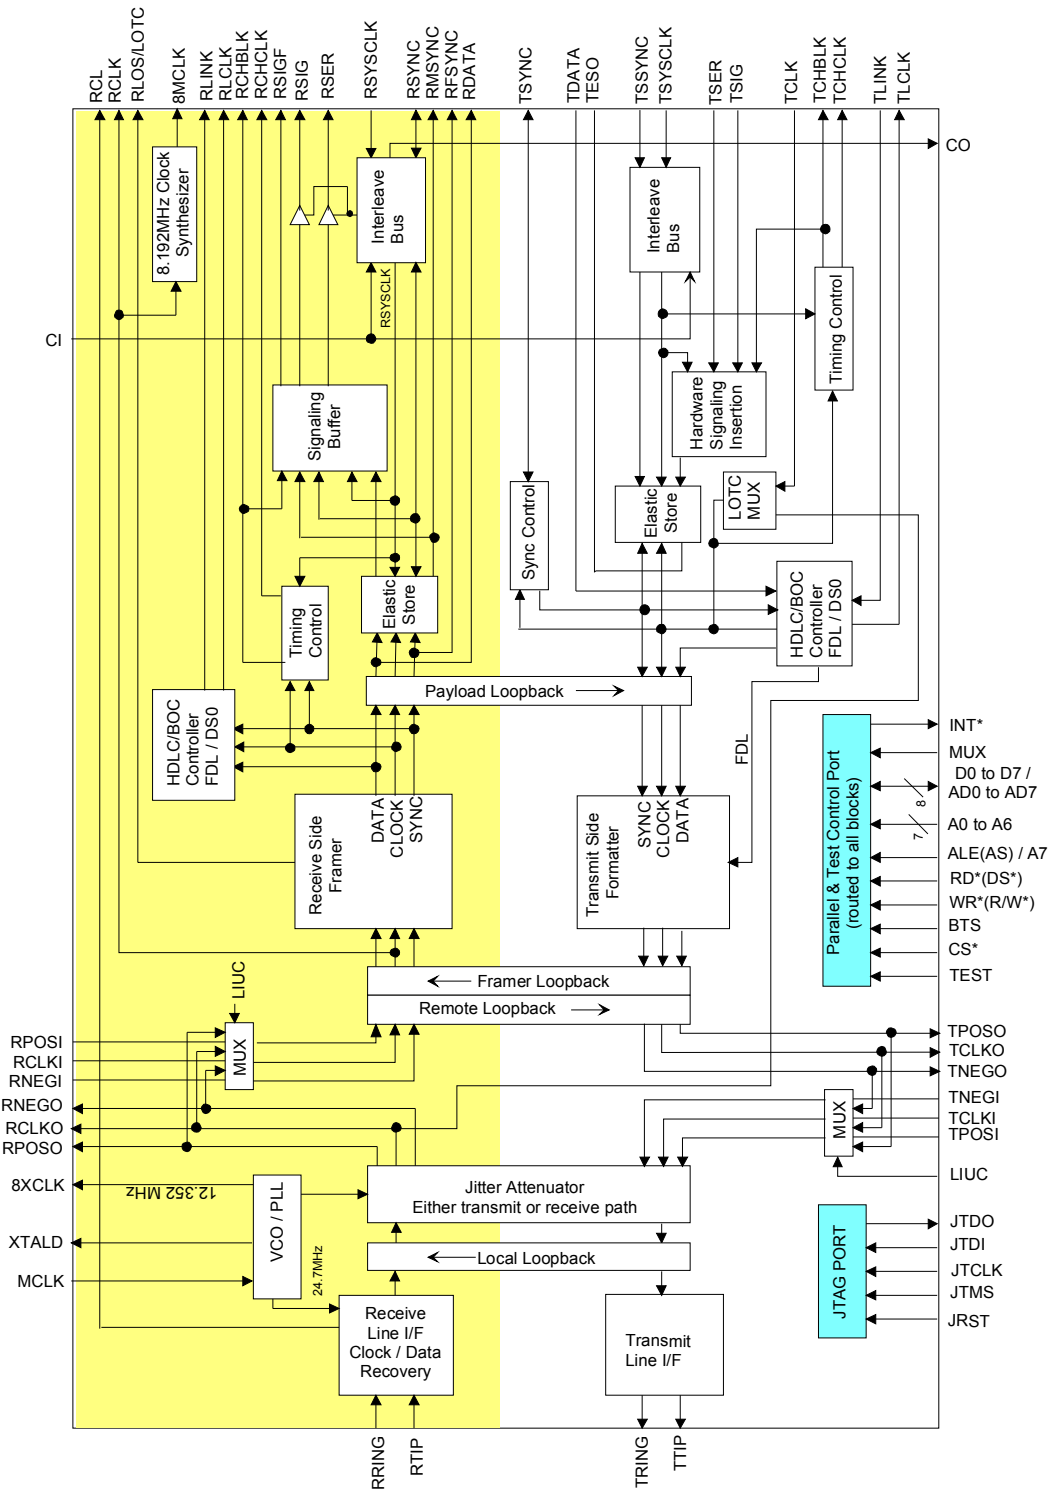 RCL
RCLK
RLOS/LOTC
8MCLK
RLINK
RLCLK
RCHBLK
RCHCLK
RSIGF
RSIG
RSER
RSYSCLK
RSYNC
RMSYNC
RFSYNC
RDATA
TSYNC
TDATA
TESO
TSSYNC
TSYSCLK
TSER
TSIG
TCLK
TCHBLK
TCHCLK
TLINK
TLCLK
CO
8.192MHz Clock
Synthesizer
Interleave
Bus
Interleave
Bus
RSYSCLK
CI
Timing Control
Signaling
Buffer
Hardware
Signaling
Insertion
Sync Control
Elastic
Store
LOTC
MUX
Timing
Control
Elastic
Store
HDLC/BOC
Controller
FDL / DS0
HDLC/BOC
Controller
FDL / DS0
Payload Loopback
FDL
INT*
MUX
D0 to D7 /
AD0 to AD7
8
A0 to A6
7
ALE(AS) / A7
RD*(DS*)
WR*(R/W*)
BTS
CS*
TEST
Parallel & Test Control Port
(routed to all blocks)
Receive Side
Framer
DATA
CLOCK
SYNC
Transmit Side
Formatter
SYNC
CLOCK
DATA
Framer Loopback
Remote Loopback
LIUC
MUX
RPOSI
RCLKI
RNEGI
RNEGO
RCLKO
RPOSO
TPOSO
TCLKO
TNEGO
TNEGI
TCLKI
TPOSI
MUX
LIUC
8XCLK
12.352 MHz
XTALD
MCLK
VCO / PLL
24.7MHz
Jitter Attenuator
Either transmit or receive path
Local Loopback
Receive
Line I/F
Clock / Data
Recovery
Transmit
Line I/F
JTAG PORT
JTDO
JTDI
JTCLK
JTMS
JRST
RRING
RTIP
TRING
TTIP